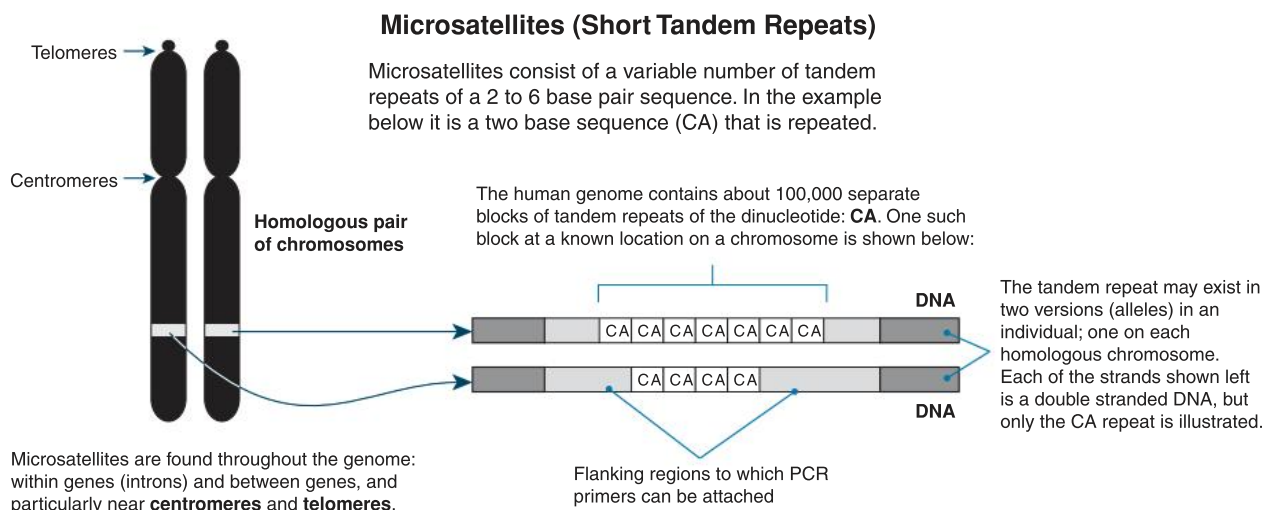 Microsatellites (Short Tandem Repeats)
Telomeres
Microsatellites consist of a variable number of tandem
repeats of a 2 to 6 base pair sequence. In the example
below it is a two base sequence (CA) that is repeated.
Centromeres
Homologous pair
of chromosomes
The human genome contains about 100,000 separate
blocks of tandem repeats of the dinucleotide: CA. One such
block at a known location on a chromosome is shown below:
DNA
CA CA CA CA CA CA CA
CA CA CA CA
DNA
The tandem repeat may exist in
two versions (alleles) in an
individual; one on each
homologous chromosome.
Each of the strands shown left
is a double stranded DNA, but
only the CA repeat is illustrated.
Microsatellites are found throughout the genome:
within genes (introns) and between genes, and
particularly near centromeres and telomeres.
Flanking regions to which PCR
primers can be attached